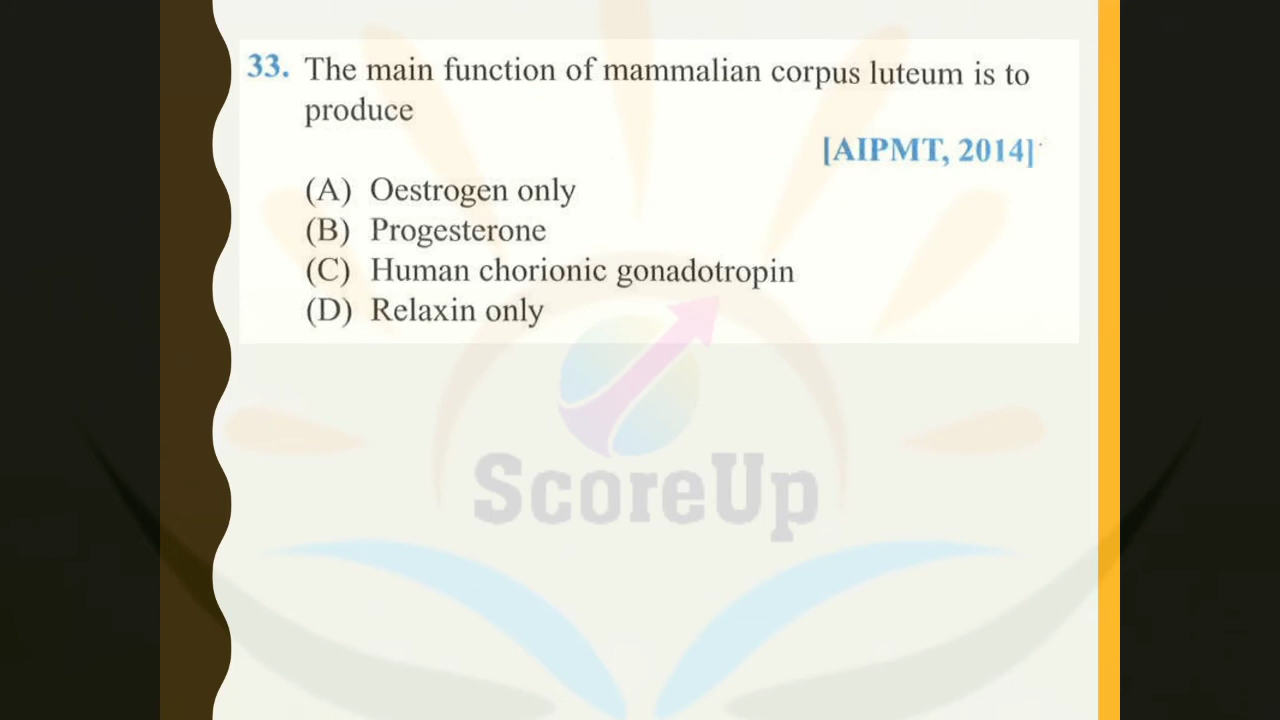 33. The main function of mammalian corpus luteum is to
produce
[AIPMT, 2014]
(A) Oestrogen only
(B) Progesterone
(C) Human chorionic gonadotropin
(D) Relaxin only
ScoreUp